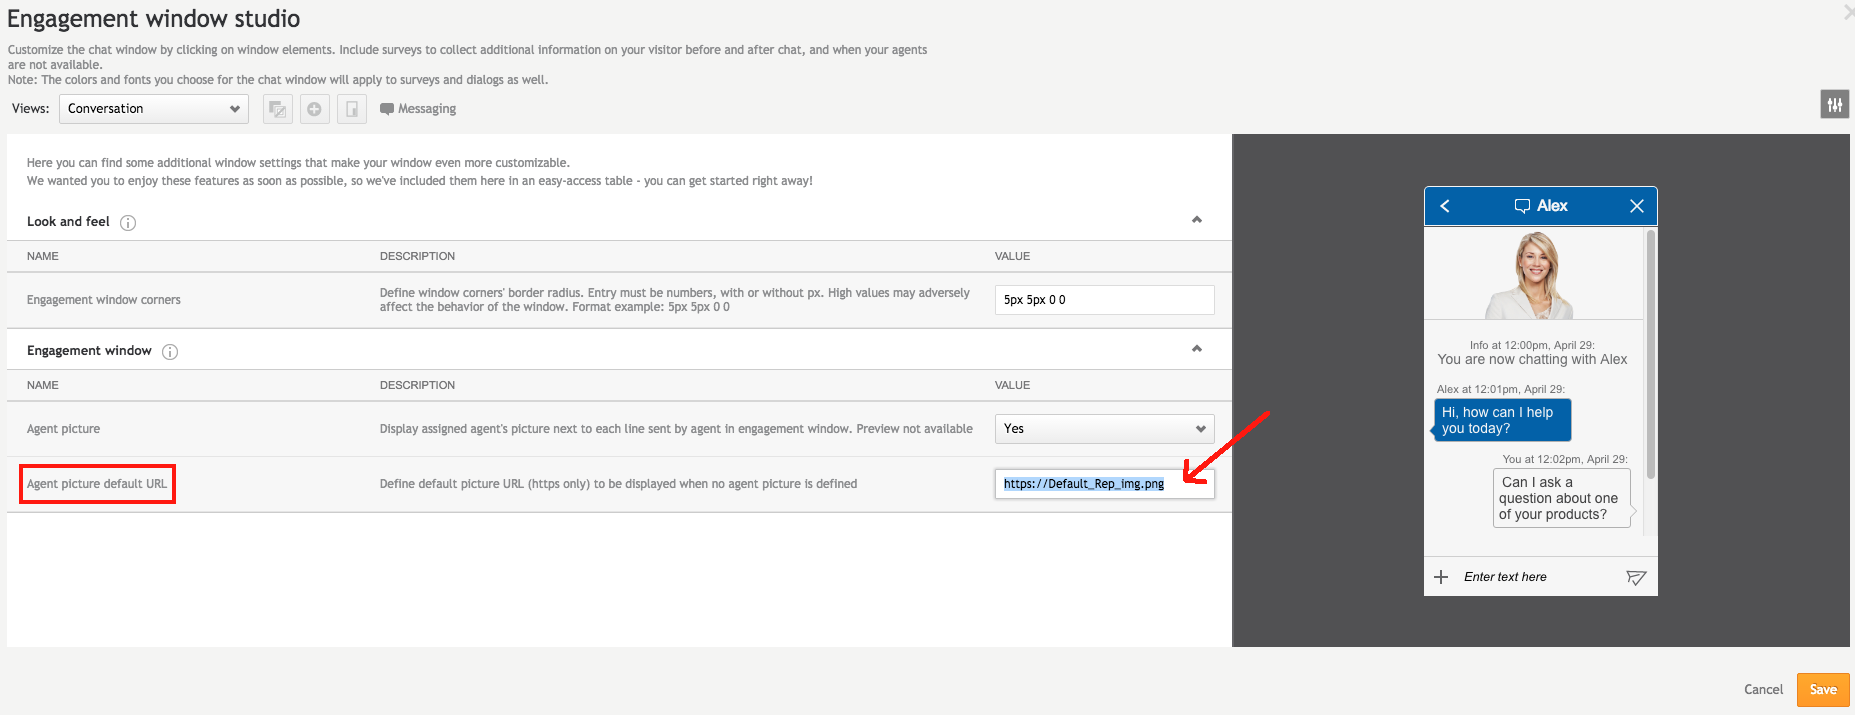 Engagement window studio
Customize the chat window by clicking on window elements. Include surveys to collect additional information on your visitor before and after chat, and when your agents
are not available.
Note: The colors and fonts you choose for the chat window will apply to surveys and dialogs as well.
Views: Conversation Messaging
Here you can find some additional window settings that make your window even more customizable.
We wanted you to enjoy these features as soon as possible, so we've included them here in an easy-access table - you can get started right away!
Look and feel
NAME DESCRIPTION VALUE
Engagement window corners
Define window corners' border radius. Entry must be numbers, with or without px. High values may adversely
affect the behavior of the window. Format example: 5px 5px 0 0
5px 5px 0 0
Engagement window
NAME DESCRIPTION VALUE
Agent picture Display assigned agent's picture next to each line sent by agent in engagement window. Preview not available Yes
Agent picture default URL Define default picture URL (https only) to be displayed when no agent picture is defined https://Default_Rep_img.png
Alex
Info at 12:00pm, April 29:
You are now chatting with Alex
Alex at 12:01pm, April 29:
Hi, how can I help
you today?
You at 12:02pm, April 29:
Can I ask a
question about one
of your products?
Enter text here
Cancel Save